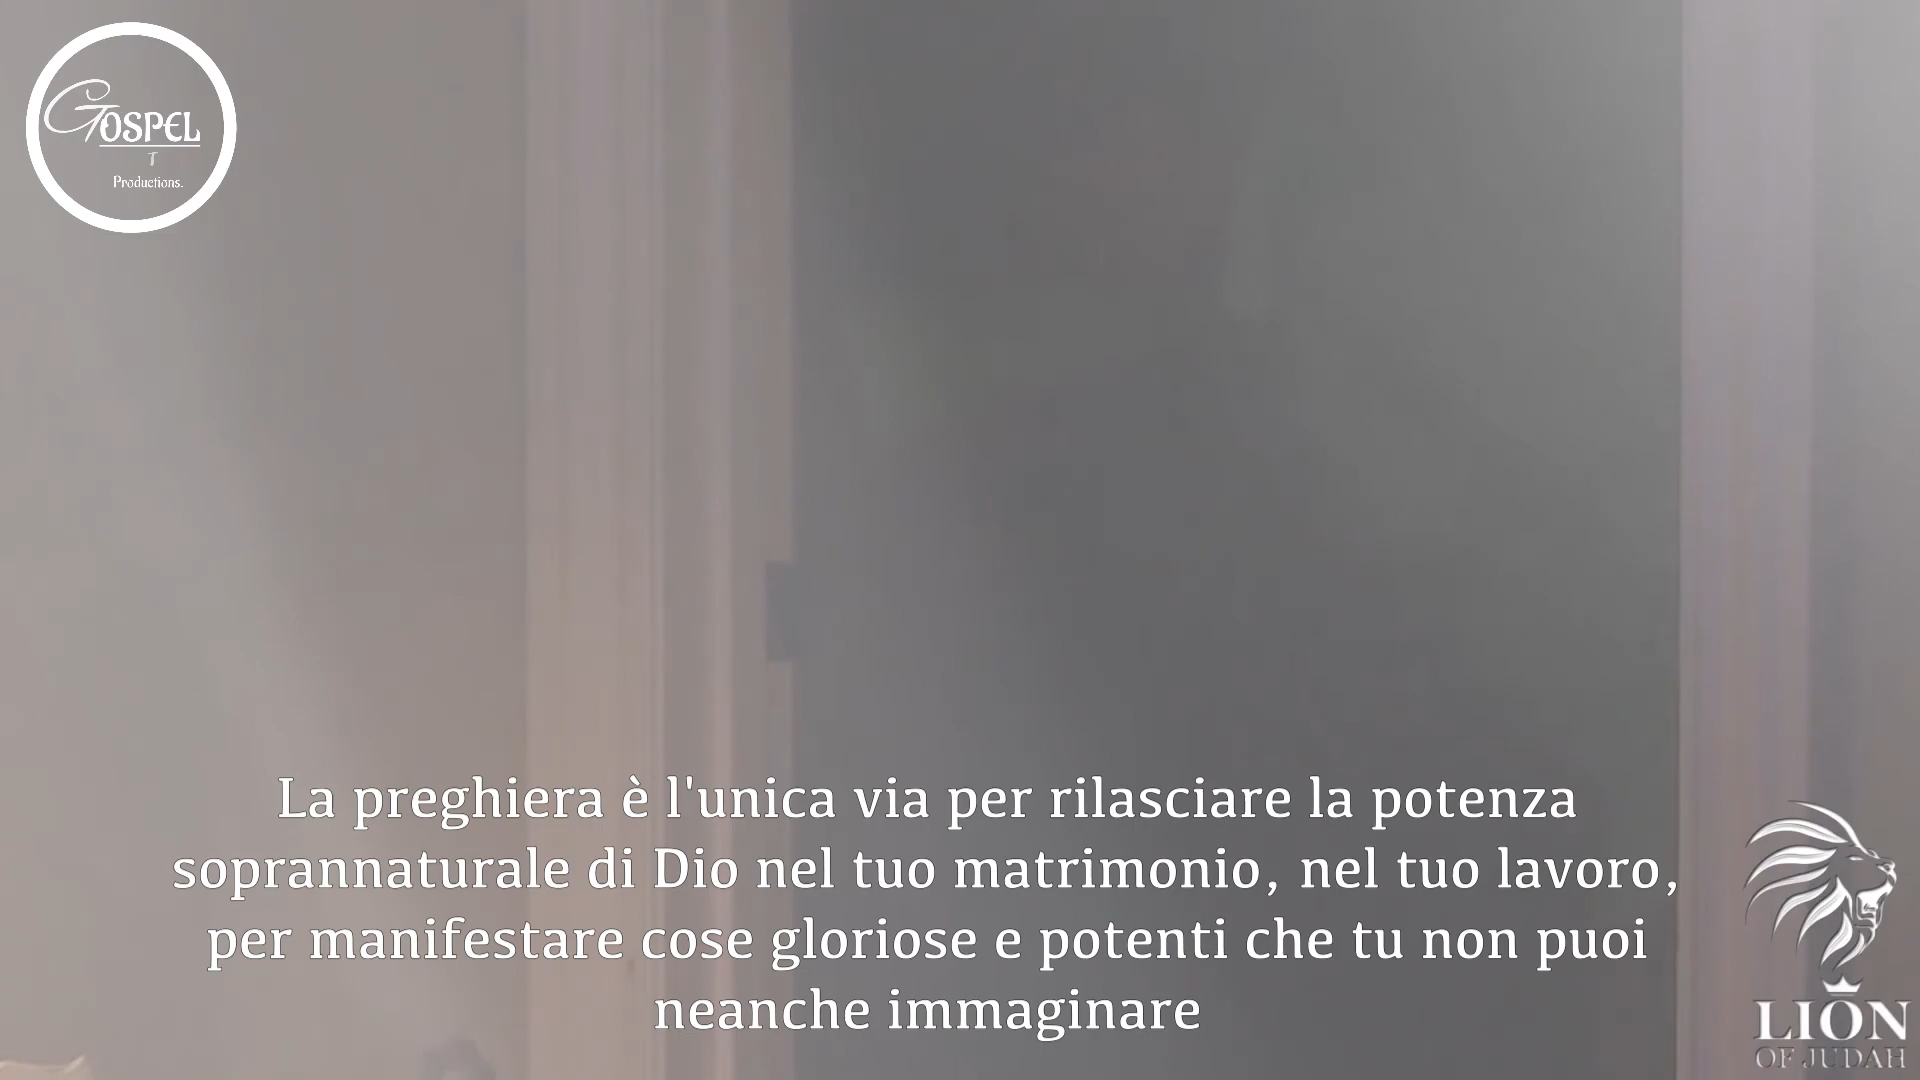 GOSPEL
T
Productions.
La preghiera è l'unica via per rilasciare la potenza
soprannaturale di Dio nel tuo matrimonio, nel tuo lavoro,
per manifestare cose gloriose e potenti che tu non puoi
neanche immaginare
LION
OF JUDAH